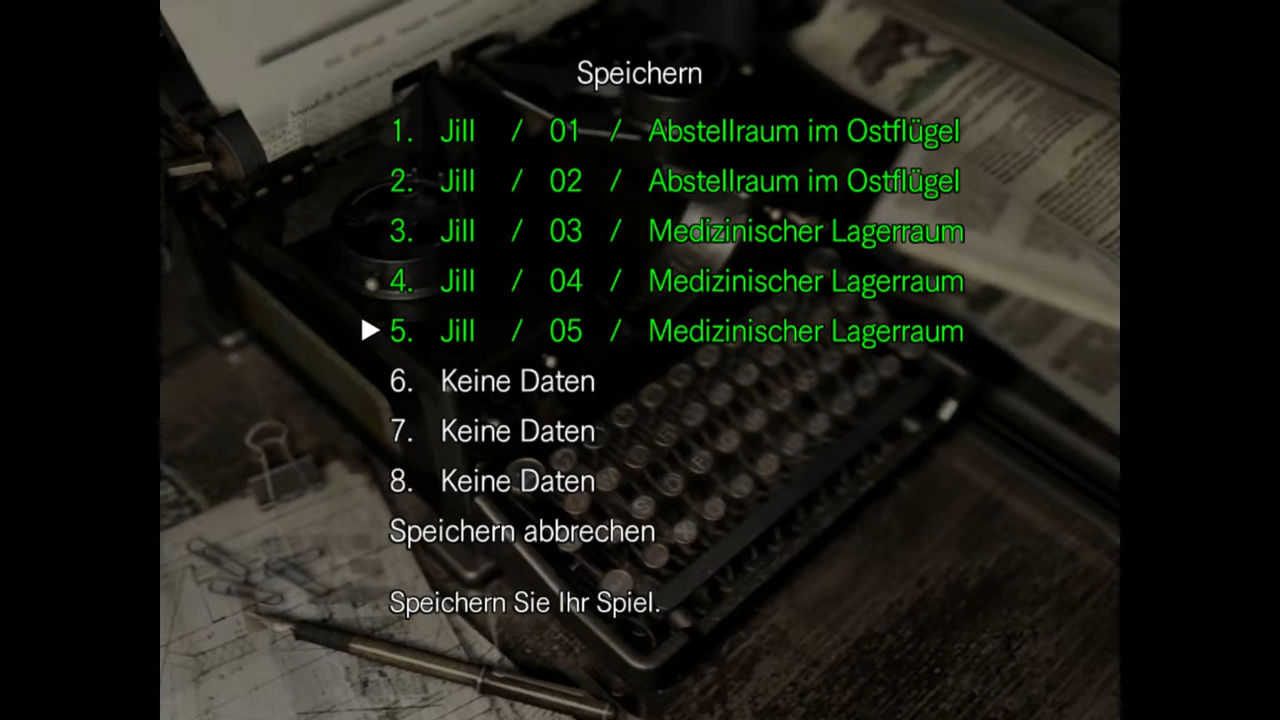 Speichern
1. Jill / 01 / Abstellraum im Ostflügel
2. Jill / 02 / Abstellraum im Ostflügel
3. Jill / 03 / Medizinischer Lagerraum
4. Jill / 04 / Medizinischer Lagerraum
5. Jill / 05 / Medizinischer Lagerraum
6. Keine Daten
7. Keine Daten
8. Keine Daten
Speichern abbrechen
Speichern Sie Ihr Spiel.